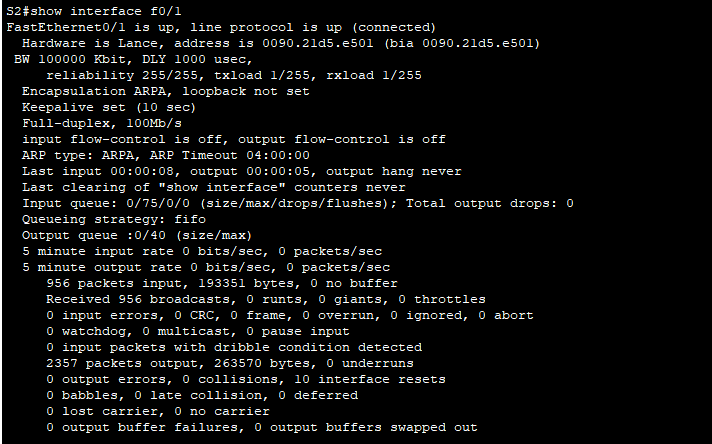 S2#show interface f0/1
FastEthernet0/1 is up, line protocol is up (connected)
Hardware is Lance, address is 0090.21d5.e501 (bia 0090.21d5.e501)
BW 100000 Kbit, DLY 1000 usec,
reliability 255/255, txload 1/255, rxload 1/255
Encapsulation ARPA, loopback not set
Keepalive set (10 sec)
Full-duplex, 100Mb/s
input flow-control is off, output flow-control is off
ARP type: ARPA, ARP Timeout 04:00:00
Last input 00:00:08, output 00:00:05, output hang never
Last clearing of "show interface" counters never
Input queue: 0/75/0/0 (size/max/drops/flushes); Total output drops: 0
Queueing strategy: fifo
Output queue :0/40 (size/max)
5 minute input rate 0 bits/sec, 0 packets/sec
5 minute output rate 0 bits/sec, 0 packets/sec
956 packets input, 193351 bytes, 0 no buffer
Received 956 broadcasts, 0 runts, 0 giants, 0 throttles
0 input errors, 0 CRC, 0 frame, 0 overrun, 0 ignored, 0 abort
0 watchdog, 0 multicast, 0 pause input
0 input packets with dribble condition detected
2357 packets output, 263570 bytes, 0 underruns
0 output errors, 0 collisions, 10 interface resets
0 babbles, 0 late collision, 0 deferred
0 lost carrier, 0 no carrier
0 output buffer failures, 0 output buffers swapped out